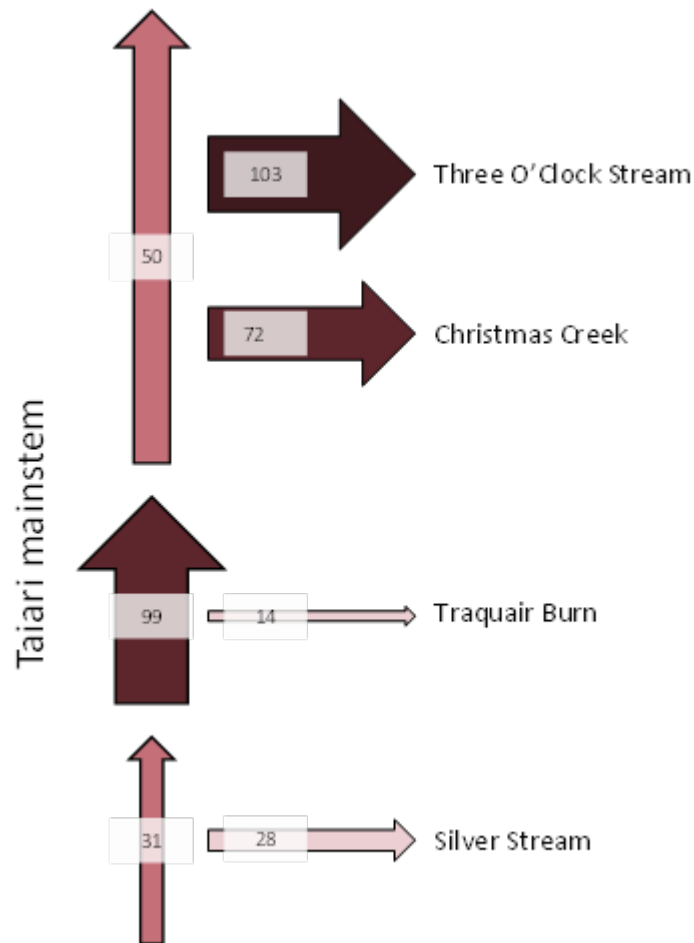 103
Three O'Clock Stream
50
72
Christmas Creek
Taiari mainstem
99
14
Traquair Burn
31
28
Silver Stream